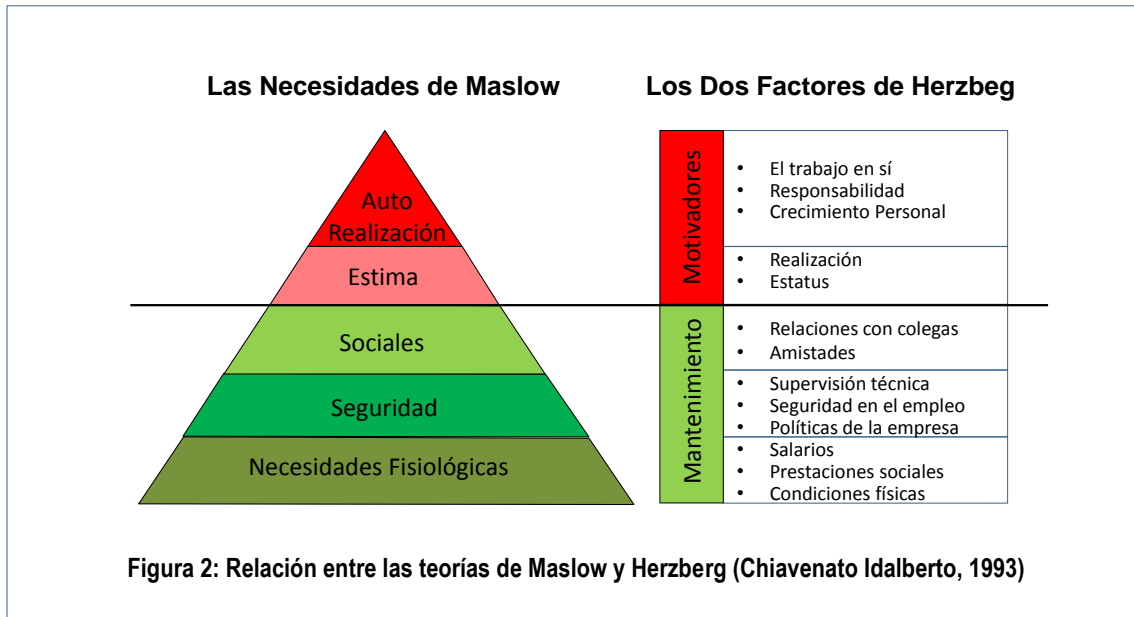 Las Necesidades de Maslow
Los Dos Factores de Herzbeg
Auto
Realización
Estima
Sociales
Seguridad
Necesidades Fisiológicas
Motivadores
• El trabajo en sí
• Responsabilidad
• Crecimiento Personal
• Realización
• Estatus
Mantenimiento
• Relaciones con colegas
• Amistades
• Supervisión técnica
• Seguridad en el empleo
• Políticas de la empresa
• Salarios
• Prestaciones sociales
• Condiciones físicas
Figura 2: Relación entre las teorías de Maslow y Herzberg (Chiavenato Idalberto, 1993)